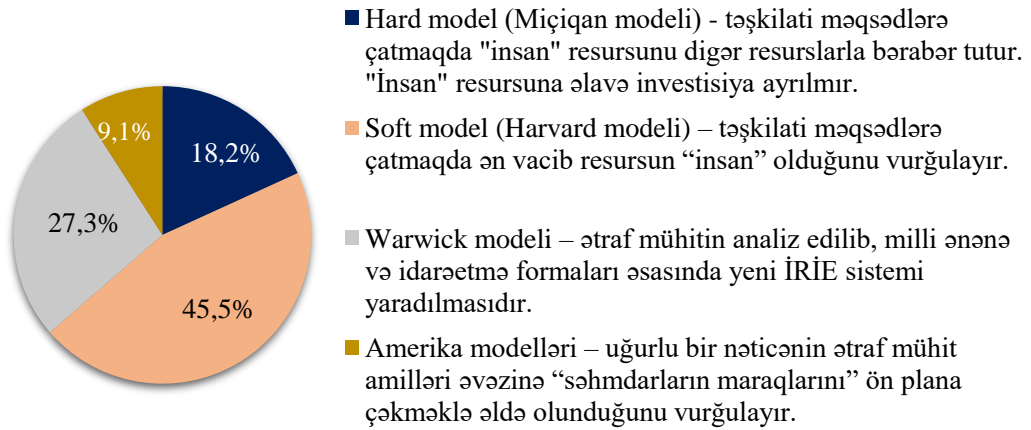 9,1%
18,2%
27,3%
45,5%
Hard model (Miçiqan modeli) - təşkilati məqsədlərə
çatmaqda "insan" resursunu digər resurslarla bərabər tutur.
"İnsan" resursuna əlavə investisiya ayrılmır.
Soft model (Harvard modeli) – təşkilati məqsədlərə
çatmaqda ən vacib resursun “insan” olduğunu vurğulayır.
Warwick modeli – ətraf mühitin analiz edilib, milli ənənə
və idarəetmə formaları əsasında yeni İRİE sistemi
yaradılmasıdır.
Amerika modelləri – uğurlu bir nəticənin ətraf mühit
amilləri əvəzinə “səhmdarların maraqlarını” ön plana
çəkməklə əldə olunduğunu vurğulayır.